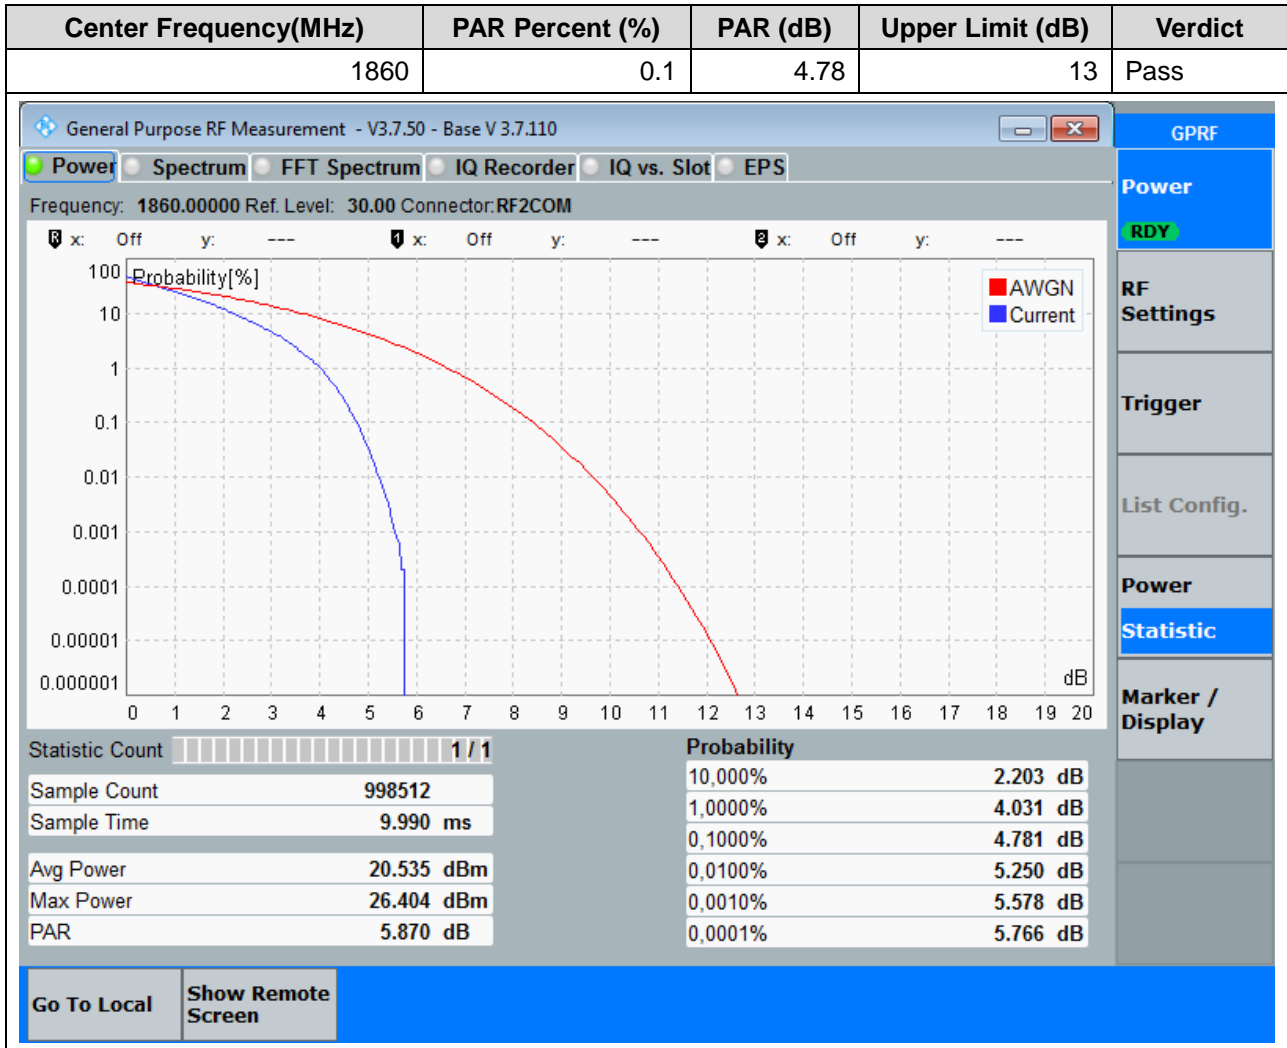 Center Frequency(MHz) PAR Percent (%) PAR (dB) Upper Limit (dB) Verdict
1860 0.1 4.78 13 Pass
General Purpose RF Measurement - V3.7.50 - Base V 3.7.110
GPRF
Power Spectrum FFT Spectrum IQ Recorder IQ vs. Slot EPS
Frequency: 1860.00000 Ref. Level: 30.00 Connector:RF2COM
R x: Off y: --- 1 x: Off y: --- 2 x: Off y: ---
Probability[%]
AWGN
Current
100
10
1
0.1
0.01
0.001
0.0001
0.00001
0.000001
dB
0 1 2 3 4 5 6 7 8 9 10 11 12 13 14 15 16 17 18 19 20
Statistic Count 1 / 1
Sample Count 998512
Sample Time 9.990 ms
Avg Power 20.535 dBm
Max Power 26.404 dBm
PAR 5.870 dB
Probability
10,000% 2.203 dB
1,0000% 4.031 dB
0,1000% 4.781 dB
0,0100% 5.250 dB
0,0010% 5.578 dB
0,0001% 5.766 dB
Power
RDY
RF
Settings
Trigger
List Config.
Power
Statistic
Marker /
Display
Go To Local
Show Remote
Screen